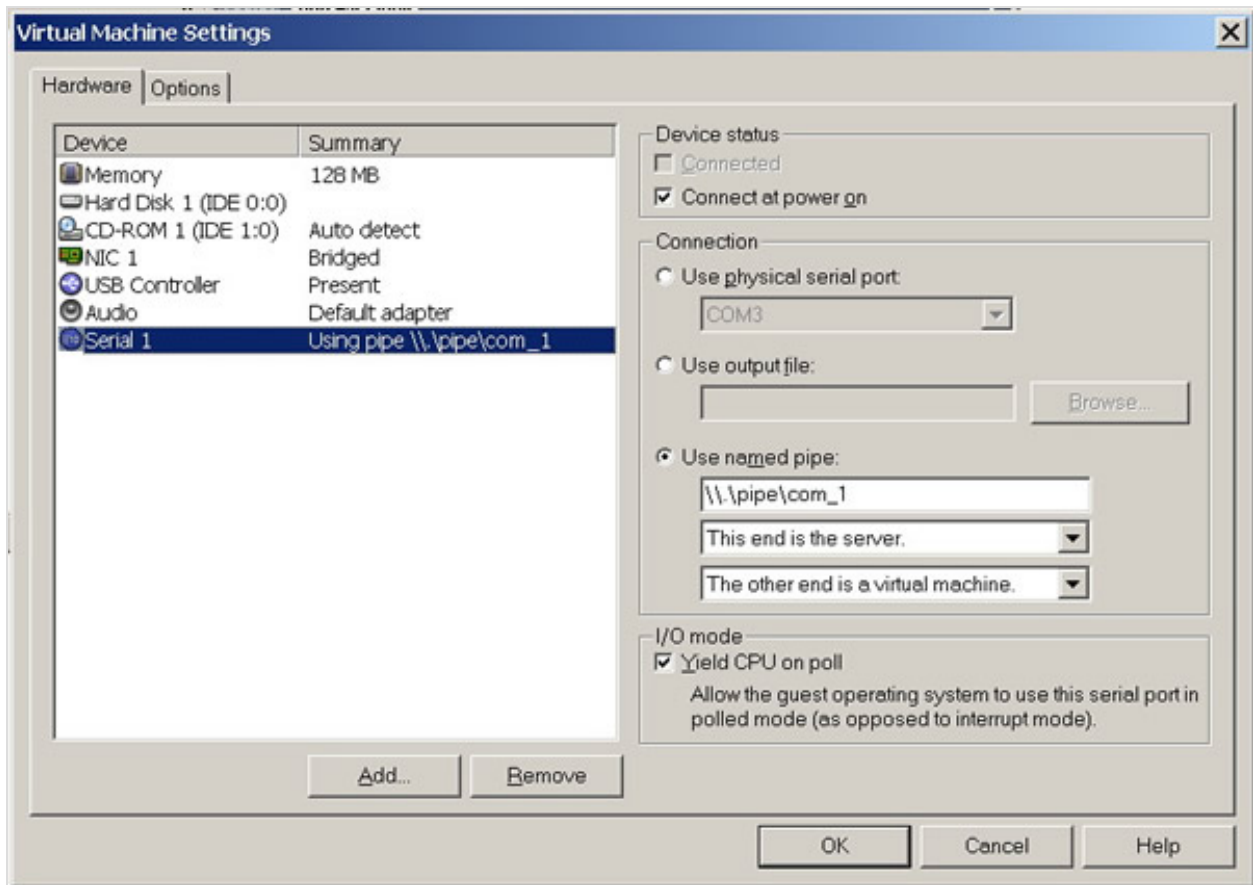 Virtual Machine Settings
Hardware
Options
Device Summary
Memory 128 MB
Hard Disk 1 (IDE 0:0)
CD-ROM 1 (IDE 1:0) Auto detect
NIC 1 Bridged
USB Controller Present
Audio Default adapter
Serial 1 Using pipe \\.\pipe\com_1
Add...
Remove
Device status
Connected
Connect at power on
Connection
Use physical serial port:
COM3
Use output file:
Browse...
Use named pipe:
\\.\pipe\com_1
This end is the server.
The other end is a virtual machine.
I/O mode
Yield CPU on poll
Allow the guest operating system to use this serial port in
polled mode (as opposed to interrupt mode).
OK
Cancel
Help